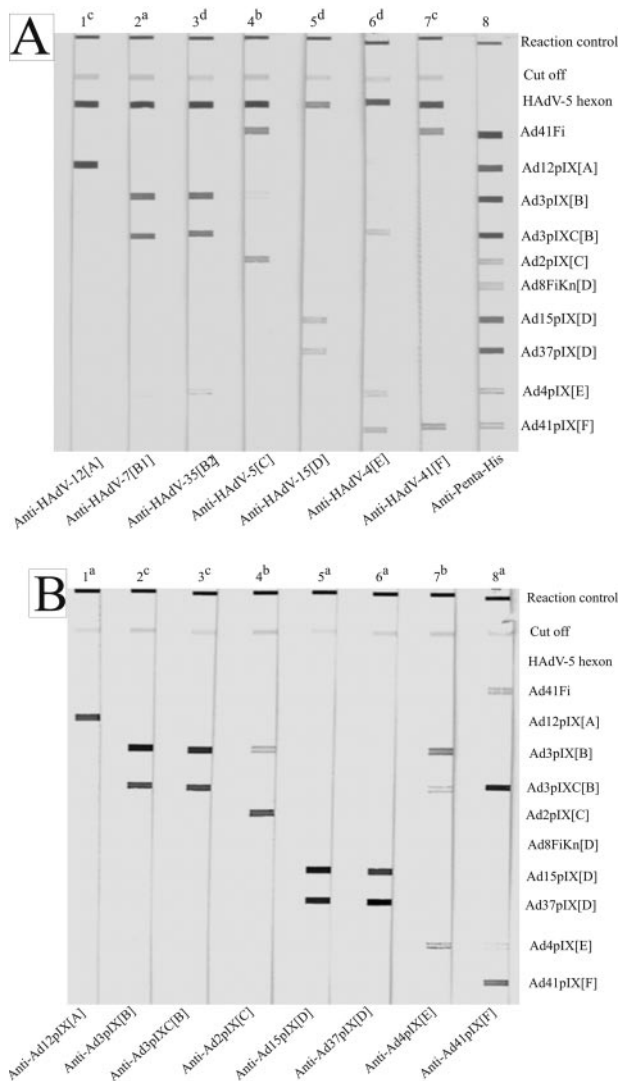 A
1c 2a 3d 4b 5d 6d 7c 8
Reaction control
Cut off
HAdV-5 hexon
Ad41Fi
Ad12pIX[A]
Ad3pIX[B]
Ad3pIXC[B]
Ad2pIX[C]
Ad8FiKn[D]
Ad15pIX[D]
Ad37pIX[D]
Ad4pIX[E]
Ad41pIX[F]
Anti-HAdV-12[A]
Anti-HAdV-7[B1]
Anti-HAdV-35[B2]
Anti-HAdV-5[C]
Anti-HAdV-15[D]
Anti-HAdV-4[E]
Anti-HAdV-41[F]
Anti-Penta-His
B
1a 2c 3c 4b 5a 6a 7b 8a
Reaction control
Cut off
HAdV-5 hexon
Ad41Fi
Ad12pIX[A]
Ad3pIX[B]
Ad3pIXC[B]
Ad2pIX[C]
Ad8FiKn[D]
Ad15pIX[D]
Ad37pIX[D]
Ad4pIX[E]
Ad41pIX[F]
Anti-Ad12pIX[A]
Anti-Ad3pIX[B]
Anti-Ad3pIXC[B]
Anti-Ad2pIX[C]
Anti-Ad15pIX[D]
Anti-Ad37pIX[D]
Anti-Ad4pIX[E]
Anti-Ad41pIX[F]